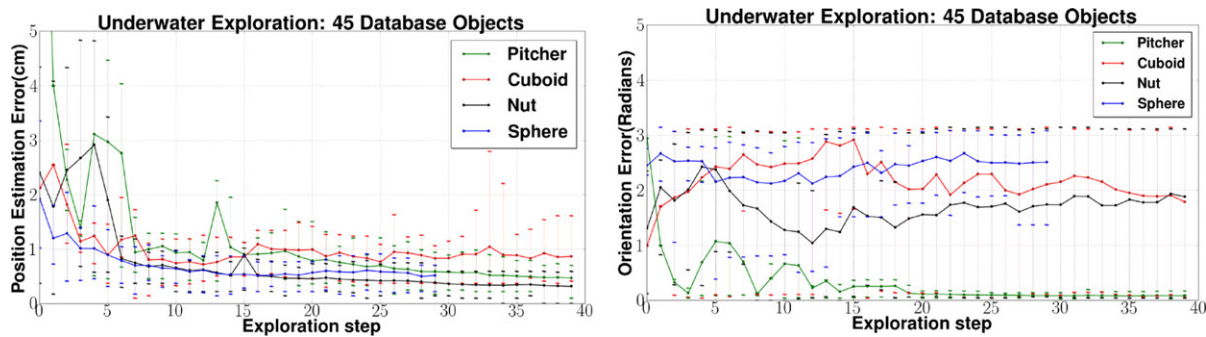 Underwater Exploration: 45 Database Objects
Position Estimation Error(cm)
5
4
3
2
1
0
Pitcher
Cuboid
Nut
Sphere
0 5 10 15 20 25 30 35 40
Exploration step
Underwater Exploration: 45 Database Objects
Orientation Error(Radians)
5
4
3
2
1
0
Pitcher
Cuboid
Nut
Sphere
0 5 10 15 20 25 30 35 40
Exploration step